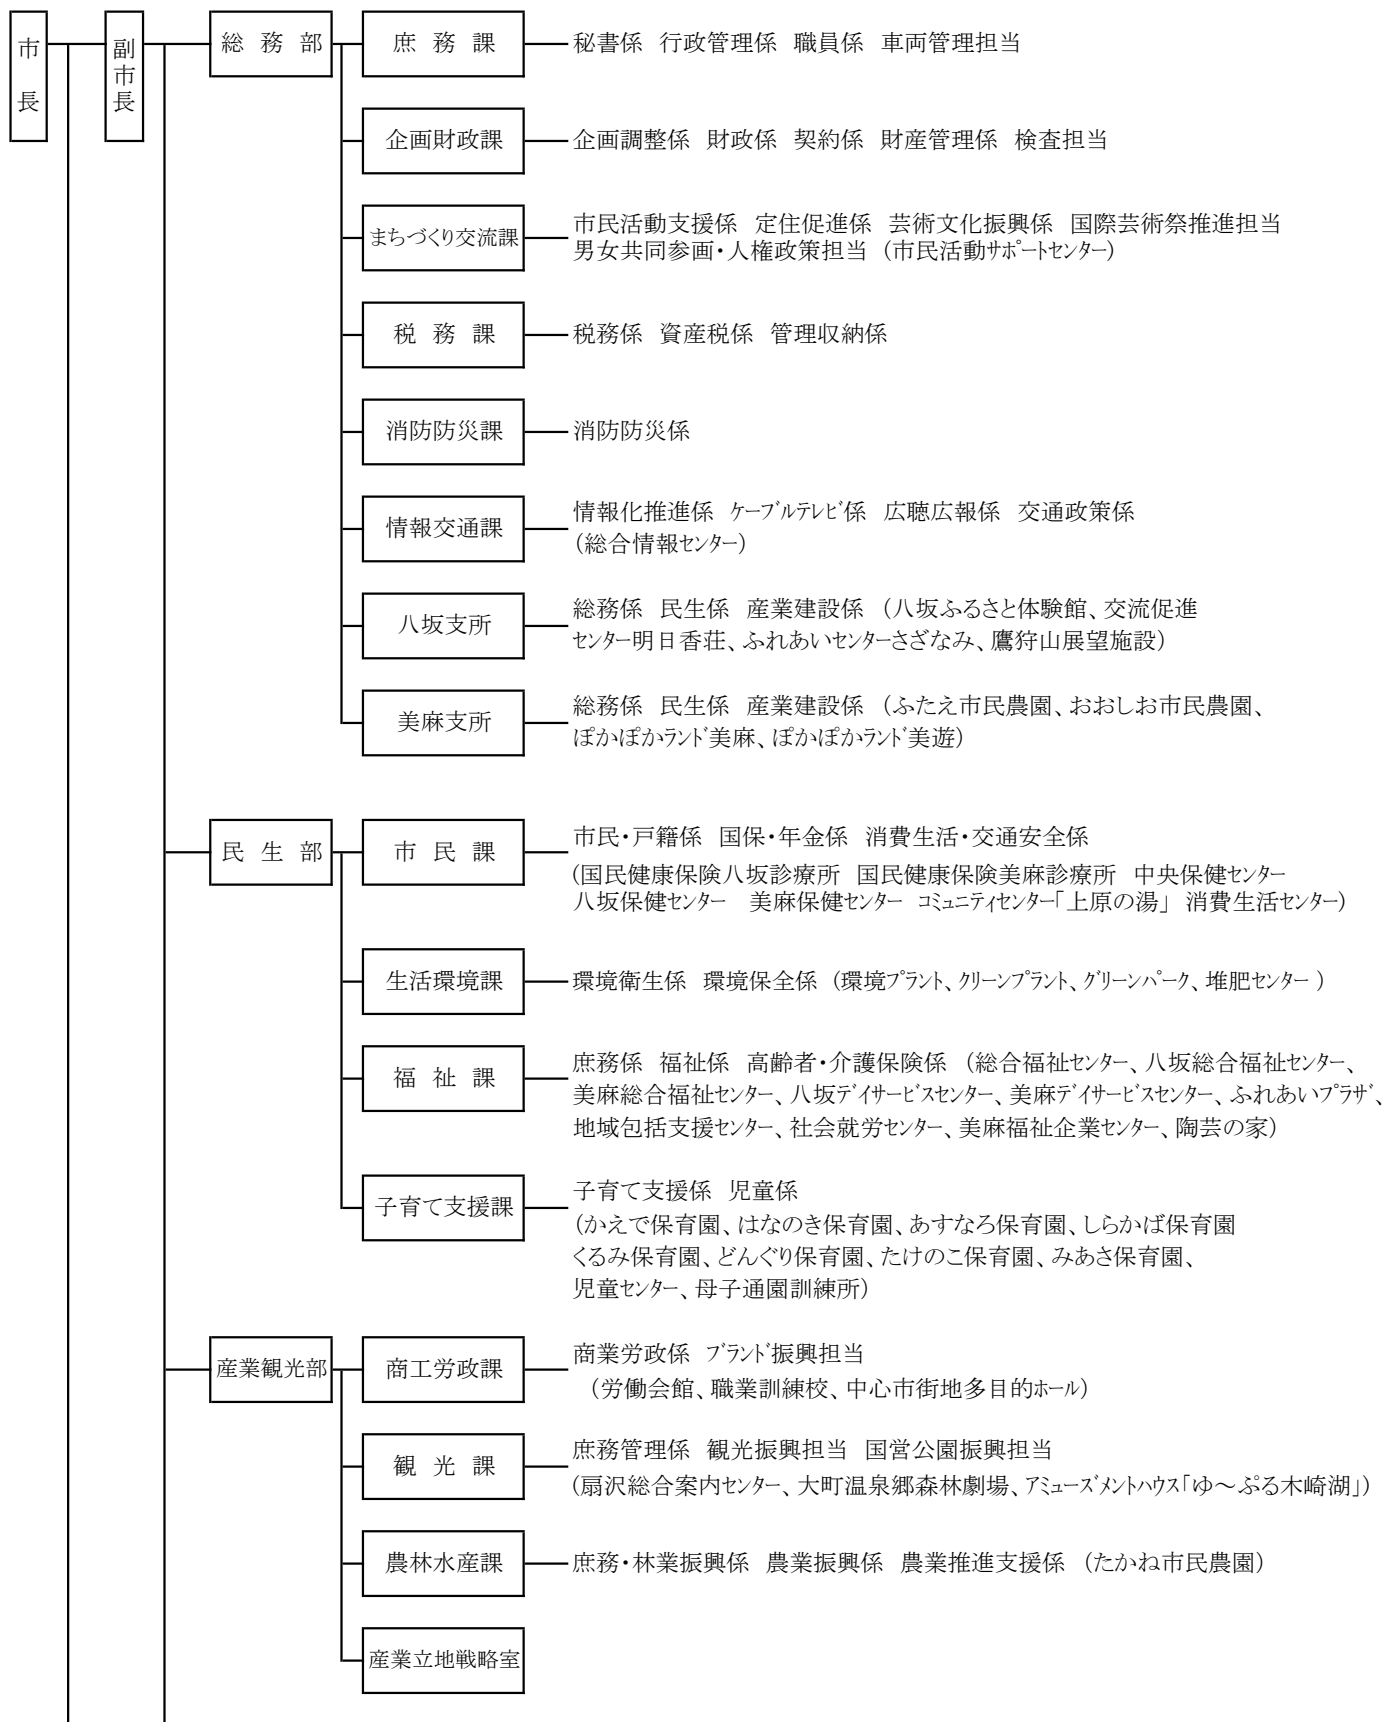 市長
副市長
総務部
庶務課
秘書係 行政管理係 職員係 車両管理担当
企画財政課
企画調整係 財政係 契約係 財産管理係 検査担当
まちづくり交流課
市民活動支援係 定住促進係 芸術文化振興係 国際芸術祭推進担当
男女共同参画・人権政策担当 (市民活動サポートセンター)
税務課
税務係 資産税係 管理収納係
消防防災課
消防防災係
情報交通課
情報化推進係 ケーブルテレビ係 広聴広報係 交通政策係
(総合情報センター)
八坂支所
総務係 民生係 産業建設係 (八坂ふるさと体験館、交流促進
センター明日香荘、ふれあいセンターさざなみ、鷹狩山展望施設)
美麻支所
総務係 民生係 産業建設係 (ふたえ市民農園、おおしお市民農園、
ぽかぽかランド美麻、ぽかぽかランド美遊)
民生部
市民課
市民・戸籍係 国保・年金係 消費生活・交通安全係
(国民健康保険八坂診療所 国民健康保険美麻診療所 中央保健センター
八坂保健センター 美麻保健センター コミュニティセンター「上原の湯」 消費生活センター)
生活環境課
環境衛生係 環境保全係 (環境プラント、クリーンプラント、グリーンパーク、堆肥センター )
福祉課
庶務係 福祉係 高齢者・介護保険係 (総合福祉センター、八坂総合福祉センター、
美麻総合福祉センター、八坂デイサービスセンター、美麻デイサービスセンター、ふれあいプラザ、
地域包括支援センター、社会就労センター、美麻福祉企業センター、陶芸の家)
子育て支援課
子育て支援係 児童係
(かえで保育園、はなのき保育園、あすなろ保育園、しらかば保育園
くるみ保育園、どんぐり保育園、たけのこ保育園、みあさ保育園、
児童センター、母子通園訓練所)
産業観光部
商工労政課
商業労政係 ブランド振興担当
(労働会館、職業訓練校、中心市街地多目的ホール)
観光課
庶務管理係 観光振興担当 国営公園振興担当
(扇沢総合案内センター、大町温泉郷森林劇場、アミューズメントハウス「ゆ～ぷる木崎湖」)
農林水産課
庶務・林業振興係 農業振興係 農業推進支援係 (たかね市民農園)
産業立地戦略室